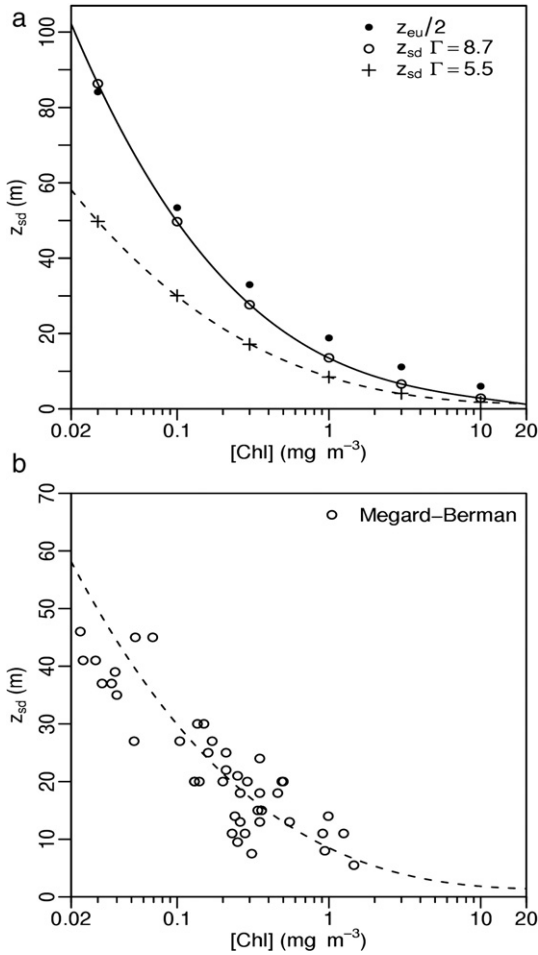 a
z_eu/2
z_sd Γ=8.7
z_sd Γ=5.5
100
80
60
40
20
0
z_sd (m)
0.02 0.1 1 10 20
[Chl] (mg m⁻³)
b
Megard−Berman
70
60
50
40
30
20
10
0
z_sd (m)
0.02 0.1 1 10 20
[Chl] (mg m⁻³)